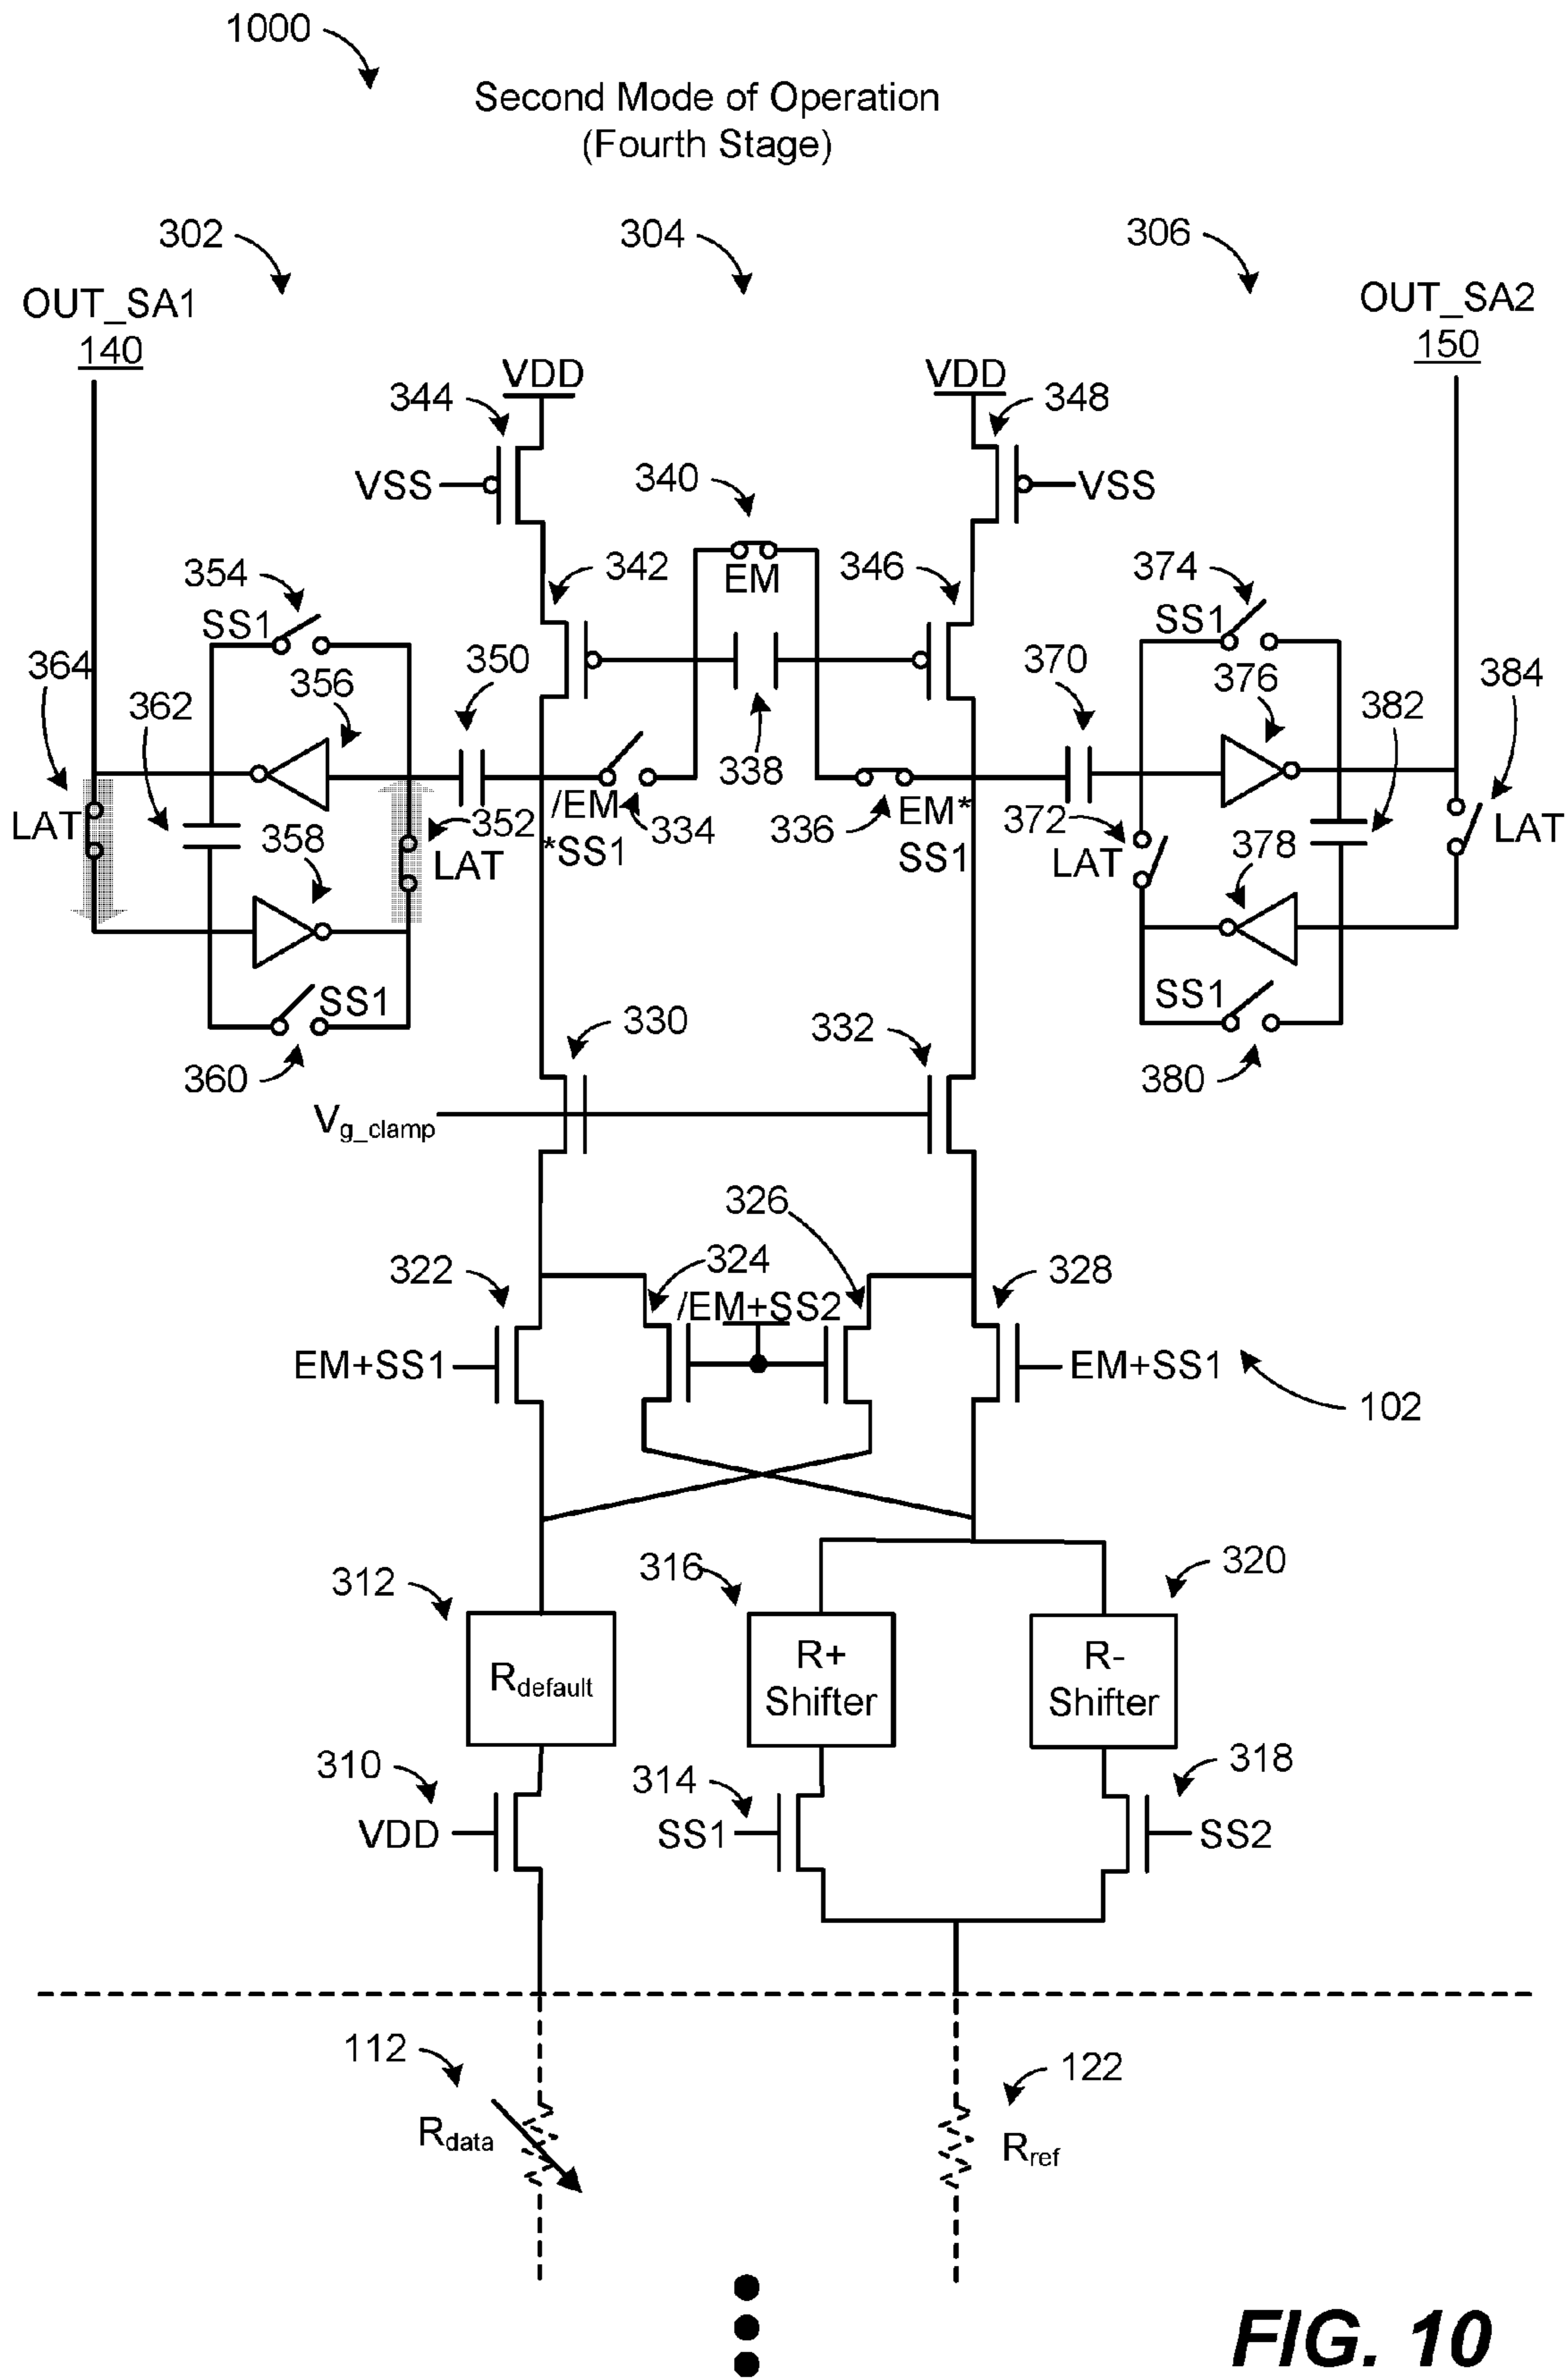 1000
Second Mode of Operation
(Fourth Stage)
302
304
306
OUT_SA1
140
OUT_SA2
150
VDD
VDD
344
348
VSS
VSS
340
EM
342
346
354
SS1
374
SS1
364
356
350
370
376
384
362
382
338
LAT
358
352
LAT
/EM
*SS1
334
336
EM*
SS1
372
LAT
378
LAT
SS1
360
SS1
380
330
332
Vg_clamp
326
322
324
328
/EM+SS2
EM+SS1
EM+SS1
102
312
316
320
Rdefault
R+
Shifter
R-
Shifter
310
314
318
VDD
SS1
SS2
112
122
Rdata
Rref
FIG. 10